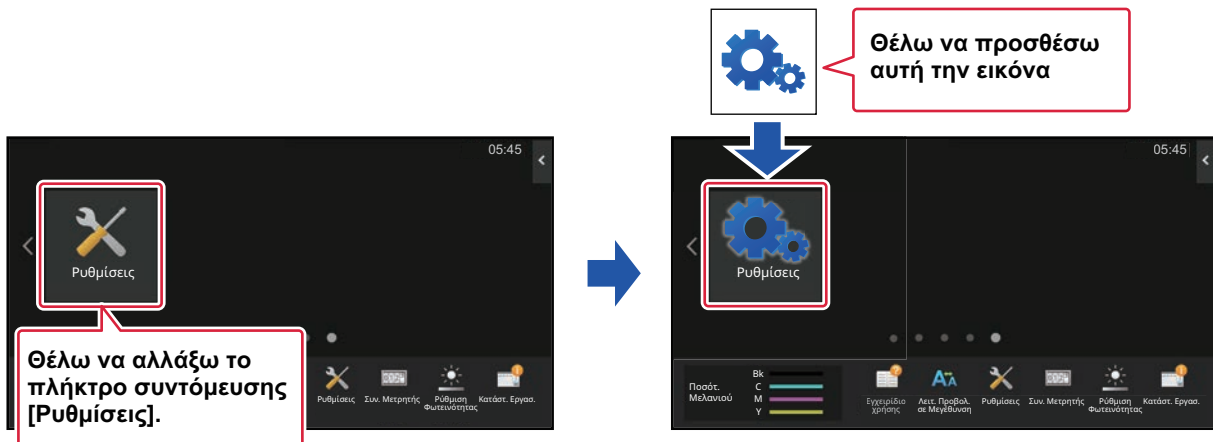 Θέλω να προσθέσω
αυτή την εικόνα
05:45
Ρυθμίσεις
Θέλω να αλλάξω το
πλήκτρο συντόμευσης
[Ρυθμίσεις].
Ρυθμίσεις
Συν. Μετρητής
Ρύθμιση
Φωτεινότητας
Κατάστ. Εργασ.
05:45
Ρυθμίσεις
Ποσότ.
Μελανιού
Bk
C
M
Y
Εγχειρίδιο
χρήσης
Λειτ. Προβολ.
σε Μεγέθυνση
Ρυθμίσεις
Συν. Μετρητής
Ρύθμιση
Φωτεινότητας
Κατάστ. Εργασ.